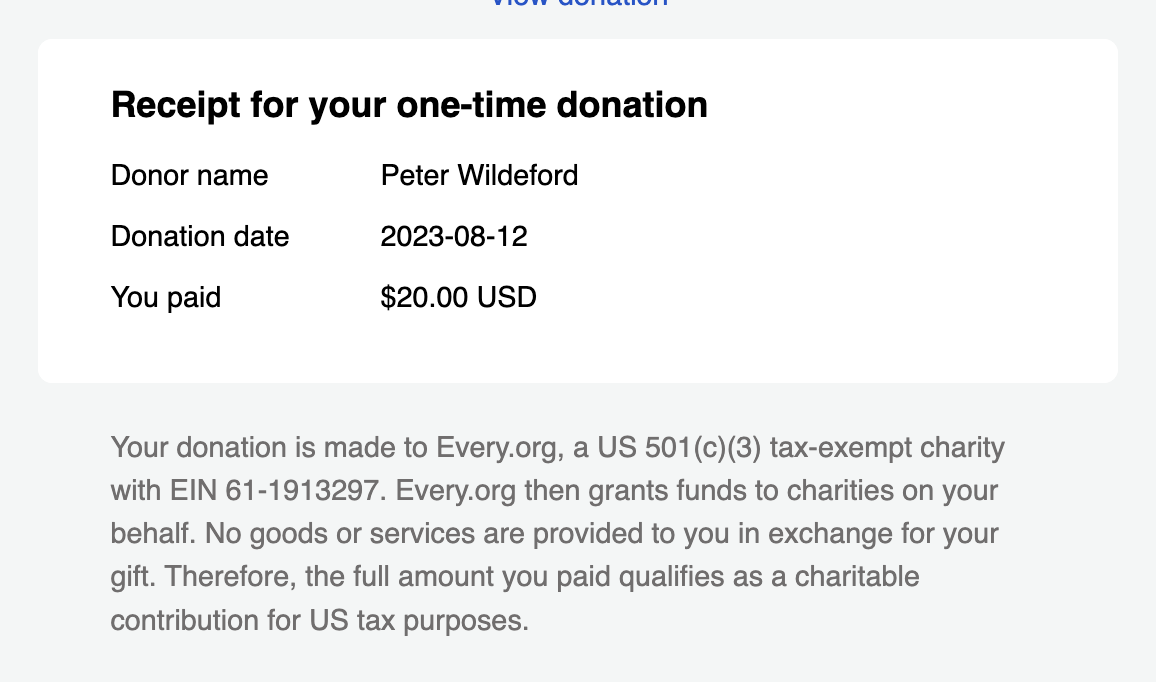 View donation
Receipt for your one-time donation
Donor name Peter Wildeford
Donation date 2023-08-12
You paid $20.00 USD
Your donation is made to Every.org, a US 501(c)(3) tax-exempt charity
with EIN 61-1913297. Every.org then grants funds to charities on your
behalf. No goods or services are provided to you in exchange for your
gift. Therefore, the full amount you paid qualifies as a charitable
contribution for US tax purposes.